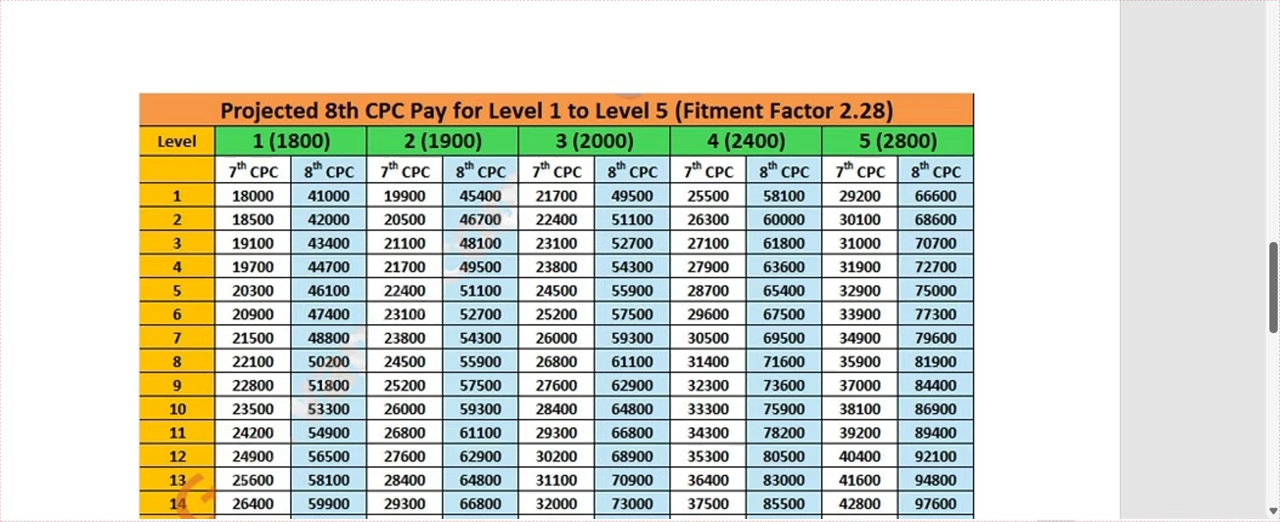 Projected 8th CPC Pay for Level 1 to Level 5 (Fitment Factor 2.28)
Level 1 (1800) 2 (1900) 3 (2000) 4 (2400) 5 (2800)
7th CPC 8th CPC 7th CPC 8th CPC 7th CPC 8th CPC 7th CPC 8th CPC 7th CPC 8th CPC
1 18000 41000 19900 45400 21700 49500 25500 58100 29200 66600
2 18500 42000 20500 46700 22400 51100 26300 60000 30100 68600
3 19100 43400 21100 48100 23100 52700 27100 61800 31000 70700
4 19700 44700 21700 49500 23800 54300 27900 63600 31900 72700
5 20300 46100 22400 51100 24500 55900 28700 65400 32900 75000
6 20900 47400 23100 52700 25200 57500 29600 67500 33900 77300
7 21500 48800 23800 54300 26000 59300 30500 69500 34900 79600
8 22100 50200 24500 55900 26800 61100 31400 71600 35900 81900
9 22800 51800 25200 57500 27600 62900 32300 73600 37000 84400
10 23500 53300 26000 59300 28400 64800 33300 75900 38100 86900
11 24200 54900 26800 61100 29300 66800 34300 78200 39200 89400
12 24900 56500 27600 62900 30200 68900 35300 80500 40400 92100
13 25600 58100 28400 64800 31100 70900 36400 83000 41600 94800
14 26400 59900 29300 66800 32000 73000 37500 85500 42800 97600